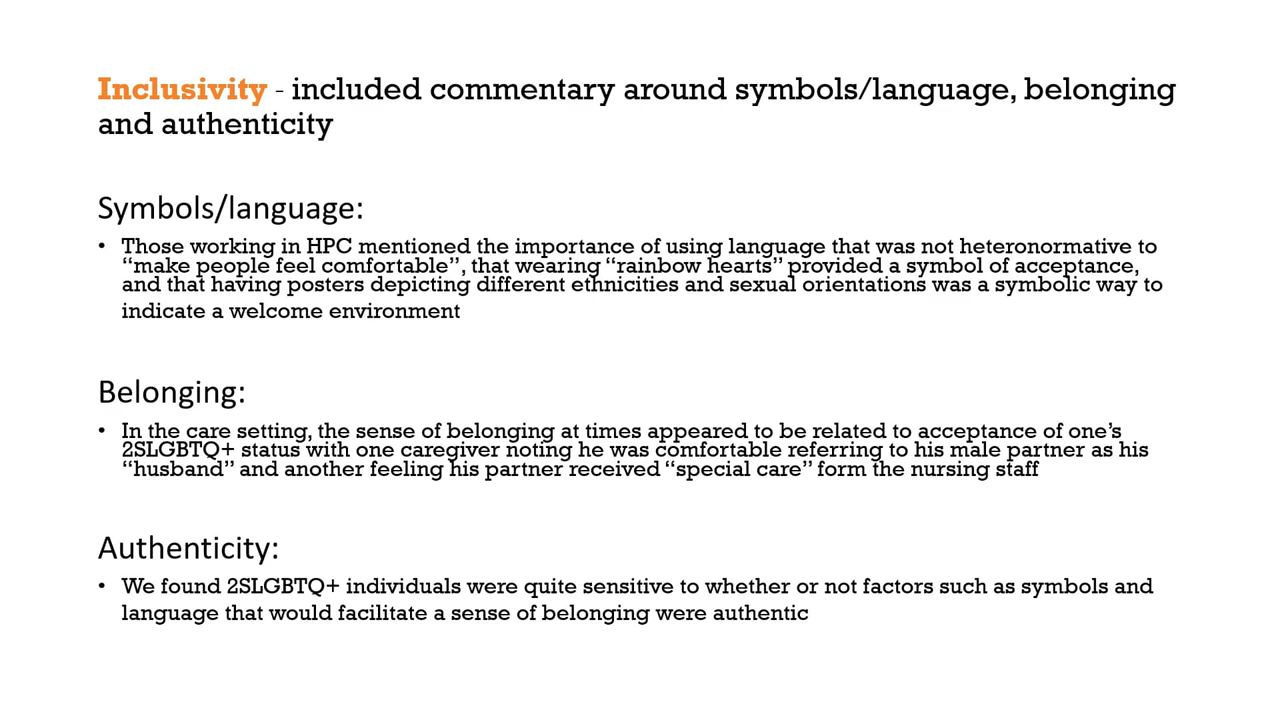 Inclusivity - included commentary around symbols/language, belonging
and authenticity
Symbols/language:
• Those working in HPC mentioned the importance of using language that was not heteronormative to
“make people feel comfortable”, that wearing “rainbow hearts” provided a symbol of acceptance,
and that having posters depicting different ethnicities and sexual orientations was a symbolic way to
indicate a welcome environment
Belonging:
• In the care setting, the sense of belonging at times appeared to be related to acceptance of one’s
2SLGBTQ+ status with one caregiver noting he was comfortable referring to his male partner as his
“husband” and another feeling his partner received “special care” form the nursing staff
Authenticity:
• We found 2SLGBTQ+ individuals were quite sensitive to whether or not factors such as symbols and
language that would facilitate a sense of belonging were authentic